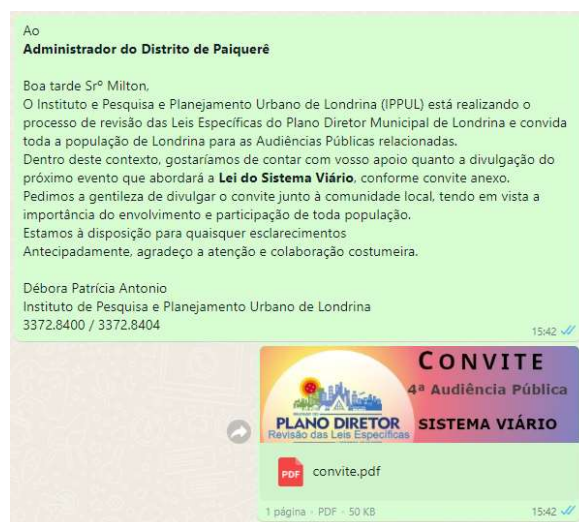 Ao
Administrador do Distrito de Paiquerê
Boa tarde Srº Milton,
O Instituto e Pesquisa e Planejamento Urbano de Londrina (IPPUL) está realizando o
processo de revisão das Leis Específicas do Plano Diretor Municipal de Londrina e convida
toda a população de Londrina para as Audiências Públicas relacionadas.
Dentro deste contexto, gostaríamos de contar com vosso apoio quanto a divulgação do
próximo evento que abordará a Lei do Sistema Viário, conforme convite anexo.
Pedimos a gentileza de divulgar o convite junto à comunidade local, tendo em vista a
importância do envolvimento e participação de toda população.
Estamos à disposição para quaisquer esclarecimentos
Antecipadamente, agradeço a atenção e colaboração costumeira.
Débora Patrícia Antonio
Instituto de Pesquisa e Planejamento Urbano de Londrina
3372.8400 / 3372.8404
15:42
CONVITE
4ª Audiência Pública
SISTEMA VIÁRIO
PLANO DIRETOR
Revisão das Leis Específicas
PDF
convite.pdf
1 página · PDF · 50 KB
15:42